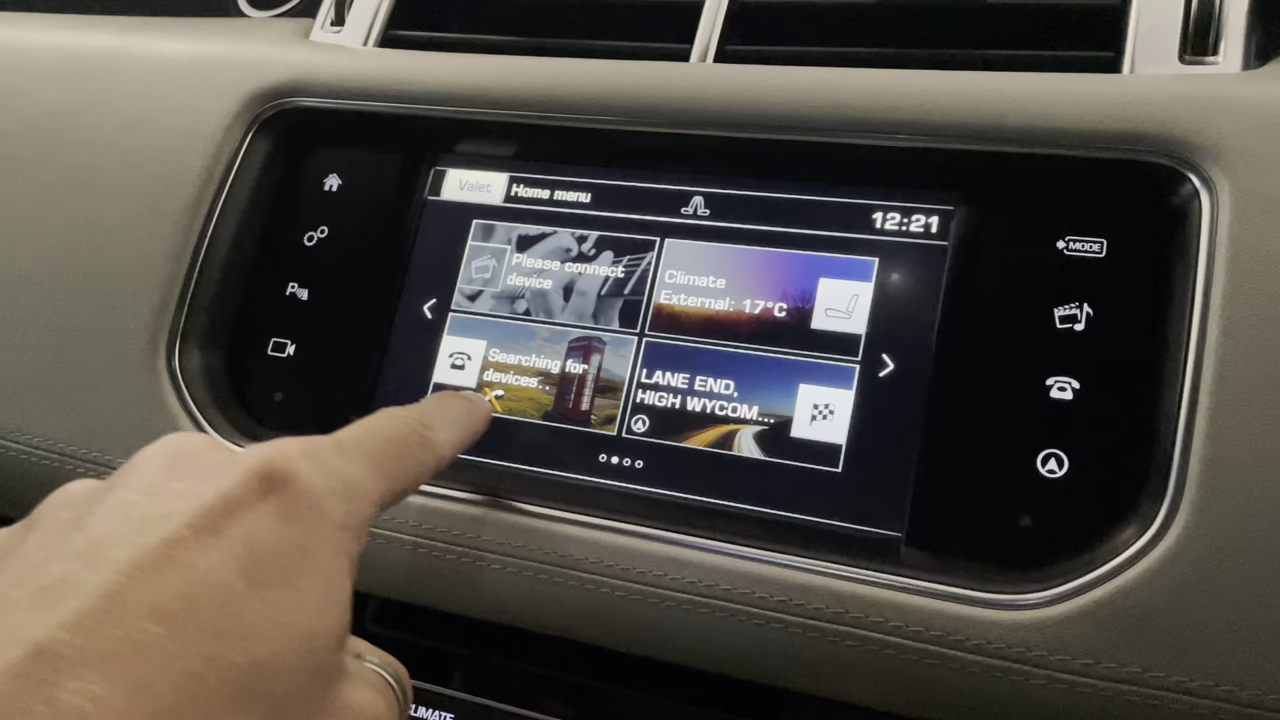 Valet
Home menu
12:21
Please connect
device
Climate
External: 17°C
Searching for
devices..
LANE END,
HIGH WYCOM...
MODE
P
CLIMATE